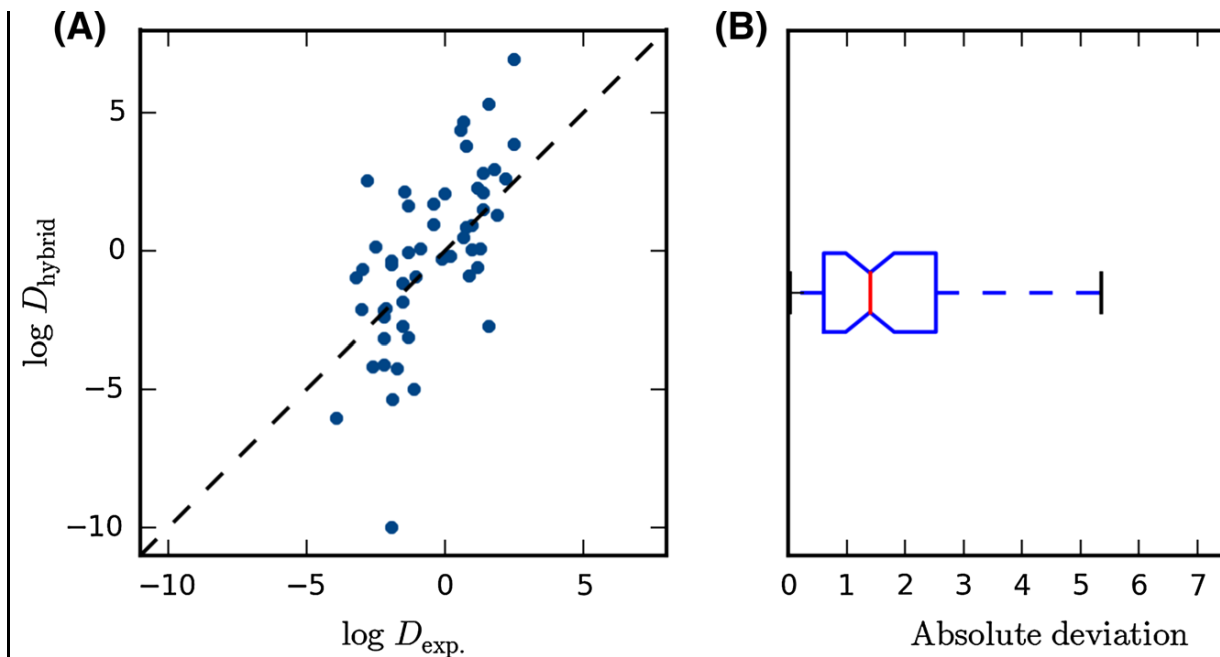 (A)
5
0
−5
−10
log D_hybrid
−10 −5 0 5
log D_exp.
(B)
0 1 2 3 4 5 6 7
Absolute deviation